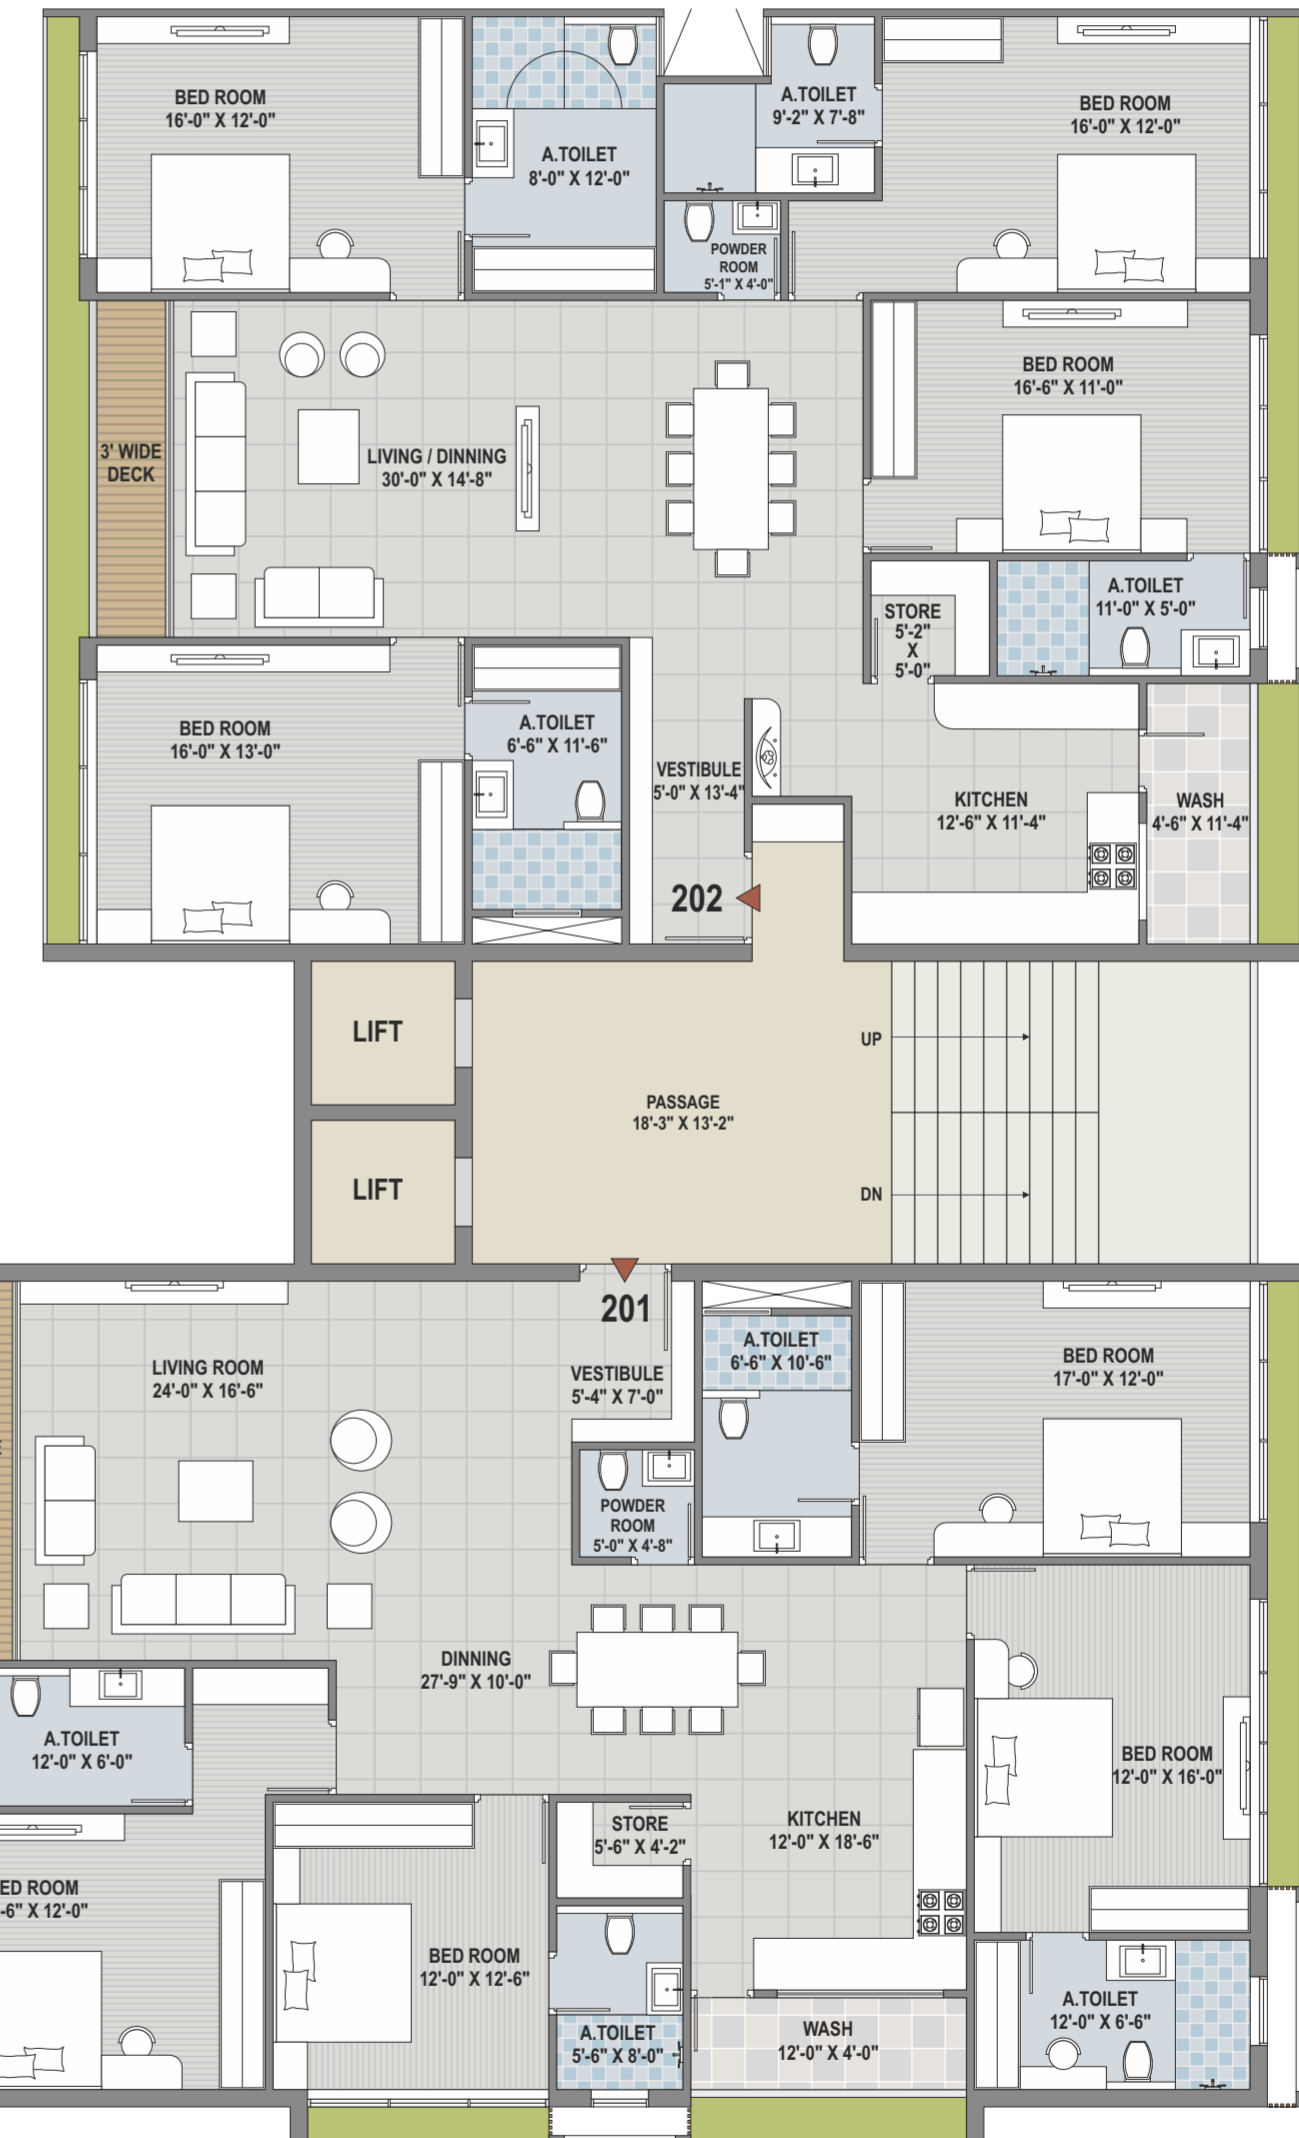 BED ROOM
16'-0" X 12'-0"
A.TOILET
8'-0" X 12'-0"
A.TOILET
9'-2" X 7'-8"
BED ROOM
16'-0" X 12'-0"
POWDER
ROOM
5'-1" X 4'-0"
BED ROOM
16'-6" X 11'-0"
3' WIDE
DECK
LIVING / DINNING
30'-0" X 14'-8"
A.TOILET
11'-0" X 5'-0"
STORE
5'-2"
X
5'-0"
BED ROOM
16'-0" X 13'-0"
A.TOILET
6'-6" X 11'-6"
VESTIBULE
5'-0" X 13'-4"
KITCHEN
12'-6" X 11'-4"
WASH
4'-6" X 11'-4"
202
LIFT
UP
PASSAGE
18'-3" X 13'-2"
LIFT
DN
201
LIVING ROOM
24'-0" X 16'-6"
VESTIBULE
5'-4" X 7'-0"
A.TOILET
6'-6" X 10'-6"
BED ROOM
17'-0" X 12'-0"
POWDER
ROOM
5'-0" X 4'-8"
DINNING
27'-9" X 10'-0"
A.TOILET
12'-0" X 6'-0"
BED ROOM
12'-0" X 16'-0"
STORE
5'-6" X 4'-2"
KITCHEN
12'-0" X 18'-6"
ED ROOM
-6" X 12'-0"
BED ROOM
12'-0" X 12'-6"
A.TOILET
5'-6" X 8'-0"
WASH
12'-0" X 4'-0"
A.TOILET
12'-0" X 6'-6"